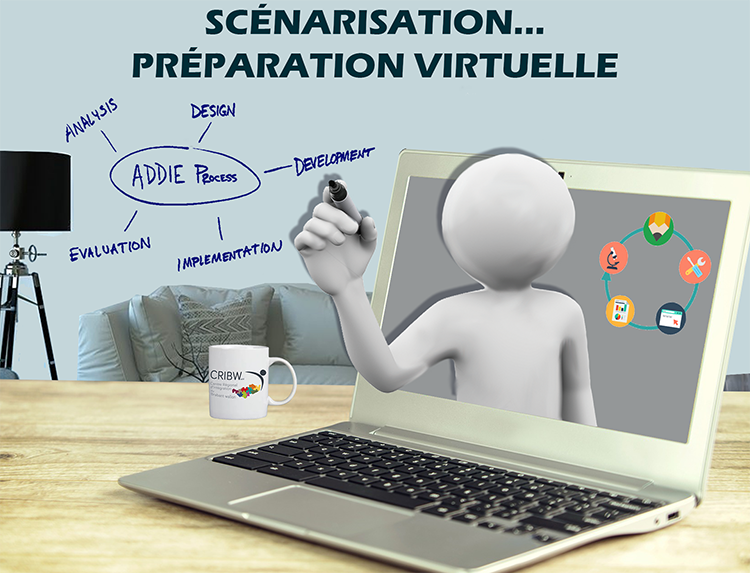 SCÉNARISATION...
PRÉPARATION VIRTUELLE
ANALYSIS
DESIGN
ADDIE PROCESS
DEVELOPMENT
EVALUATION
IMPLEMENTATION
CRIBW